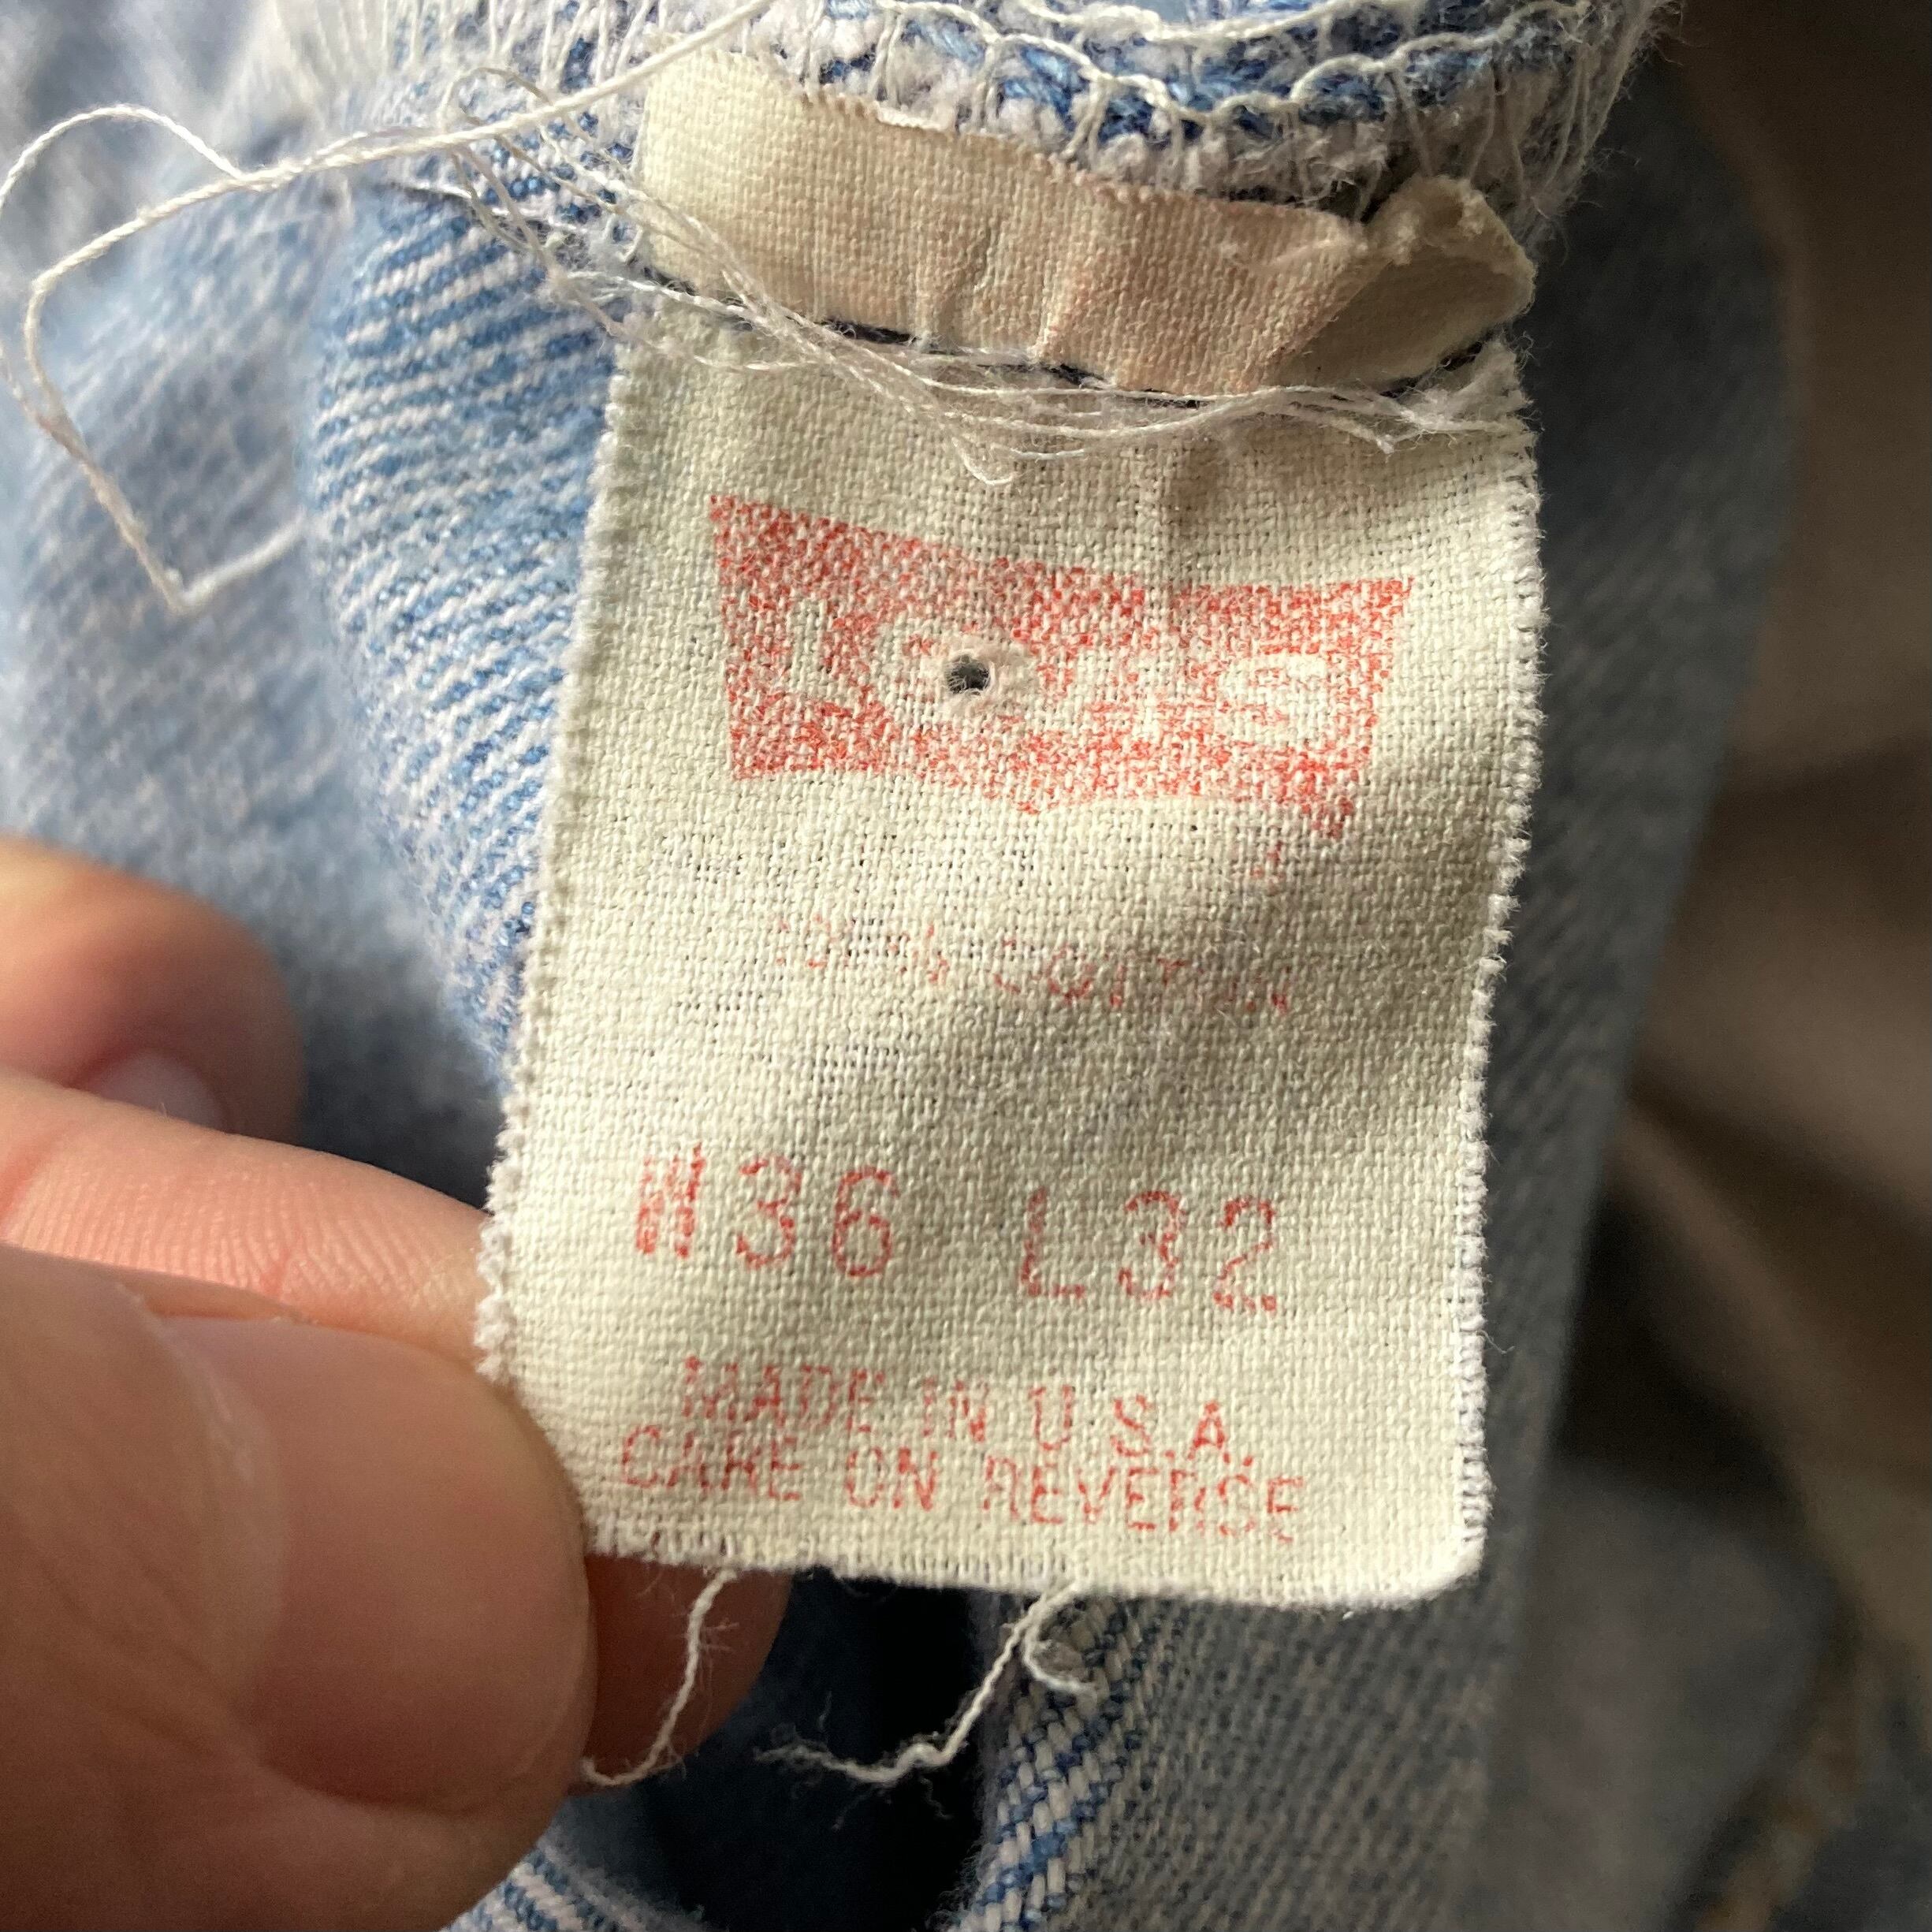 Levi's
100% COTTON
W36 L32
MADE IN U.S.A.
CARE ON REVERSE